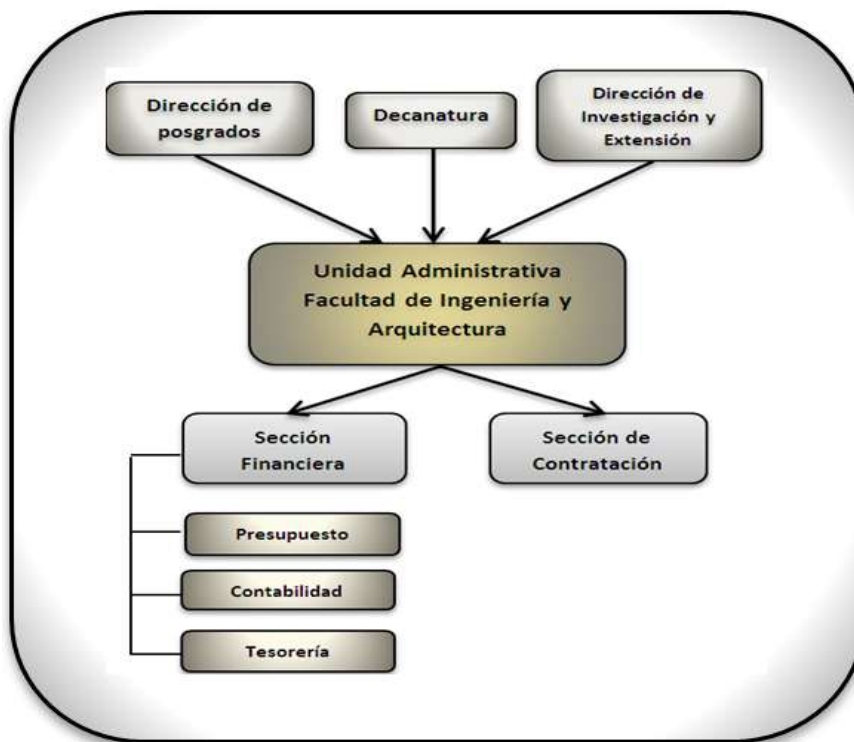 Dirección de
posgrados
Decanatura
Dirección de
Investigación y
Extensión
Unidad Administrativa
Facultad de Ingeniería y
Arquitectura
Sección
Financiera
Sección de
Contratación
Presupuesto
Contabilidad
Tesorería